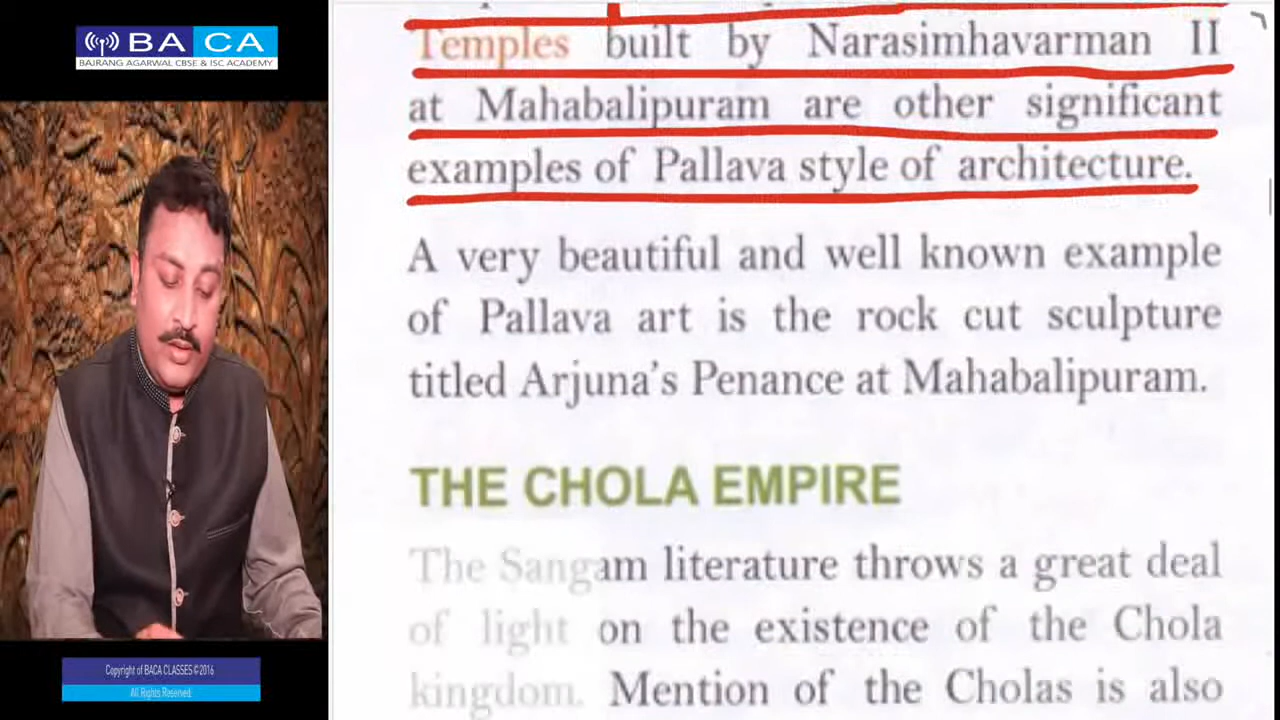 BA CA
BAJRANG AGARWAL CBSE & ISC ACADEMY
Temples built by Narasimhavarman II
at Mahabalipuram are other significant
examples of Pallava style of architecture.
A very beautiful and well known example
of Pallava art is the rock cut sculpture
titled Arjuna's Penance at Mahabalipuram.
THE CHOLA EMPIRE
The Sangam literature throws a great deal
of light on the existence of the Chola
kingdom. Mention of the Cholas is also
Copyright of BACA CLASSES ©2016
All Rights Reserved